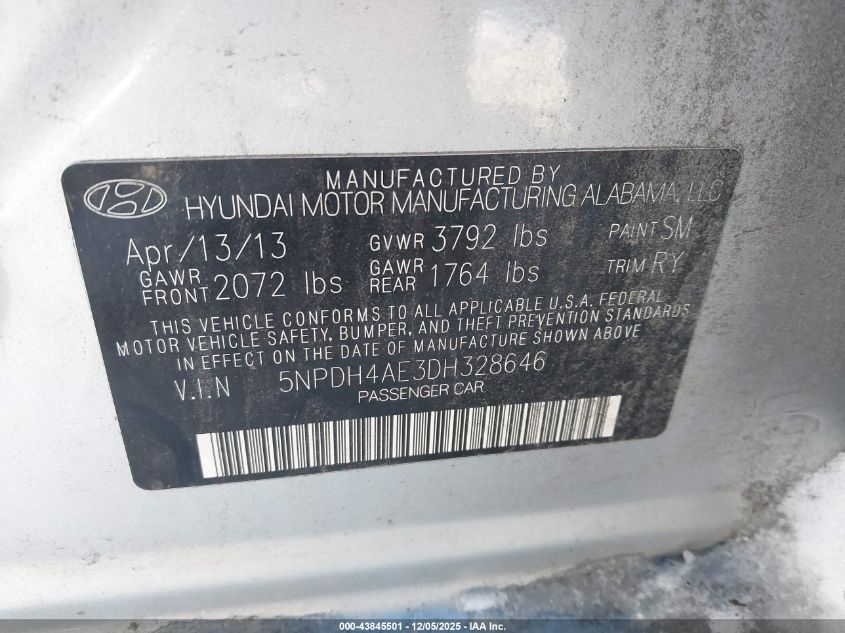 MANUFACTURED BY
HYUNDAI MOTOR MANUFACTURING ALABAMA, LLC
Apr/13/13 GVWR 3792 lbs PAINT SM
GAWR FRONT 2072 lbs GAWR REAR 1764 lbs TRIM RY
THIS VEHICLE CONFORMS TO ALL APPLICABLE U.S.A. FEDERAL
MOTOR VEHICLE SAFETY, BUMPER, AND THEFT PREVENTION STANDARDS
IN EFFECT ON THE DATE OF MANUFACTURE SHOWN ABOVE
V.I.N 5NPDH4AE3DH328646
PASSENGER CAR
000-43845501 - 12/05/2025 - IAA Inc.